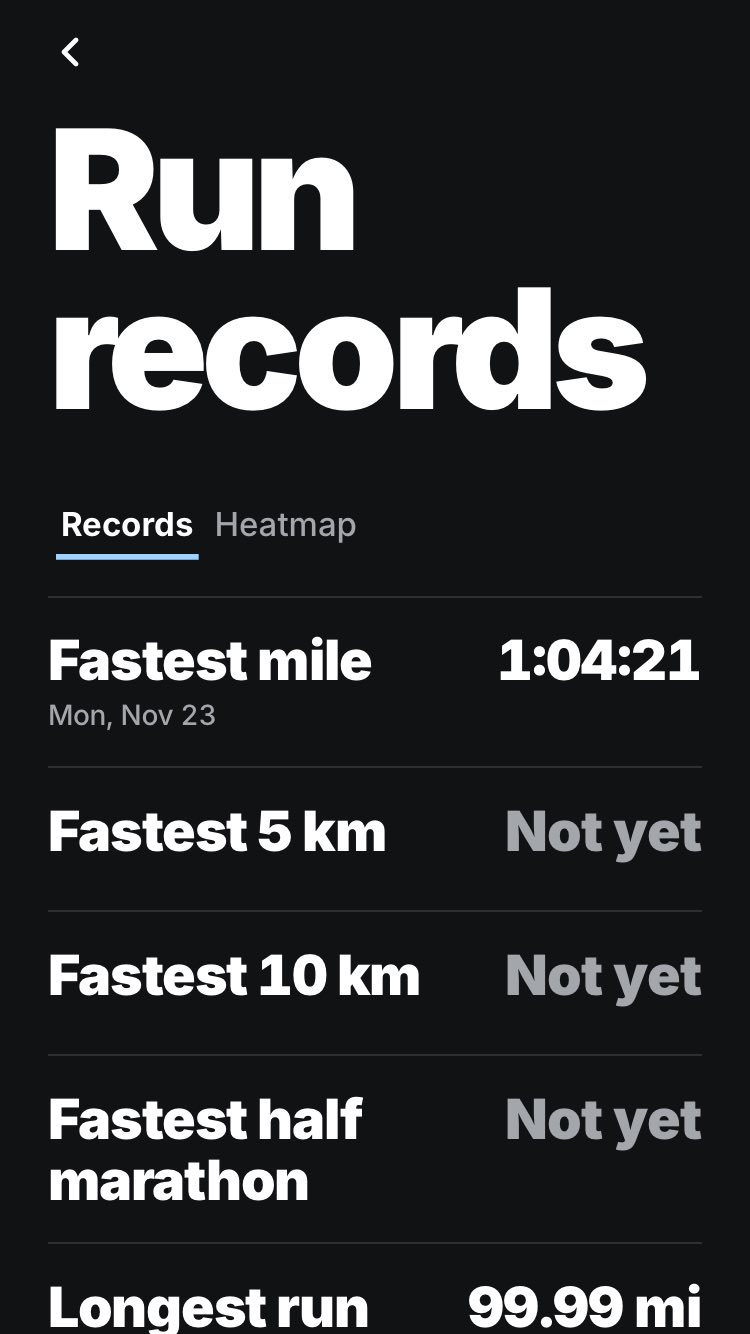 Run
records
Records Heatmap
Fastest mile 1:04:21
Mon, Nov 23
Fastest 5 km Not yet
Fastest 10 km Not yet
Fastest half Not yet
marathon
Longest run 99.99 mi